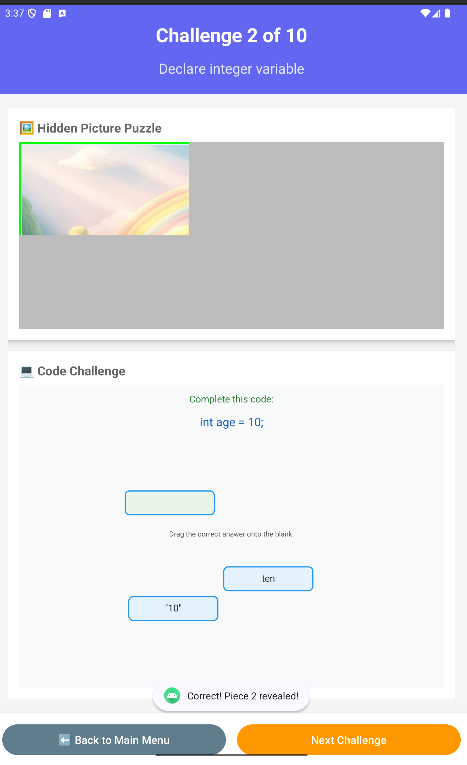 3:37
Challenge 2 of 10
Declare integer variable
🖼️ Hidden Picture Puzzle
💻 Code Challenge
Complete this code:
int age = 10;
Drag the correct answer onto the blank
len
"10"
Correct! Piece 2 revealed!
⬅️ Back to Main Menu
Next Challenge